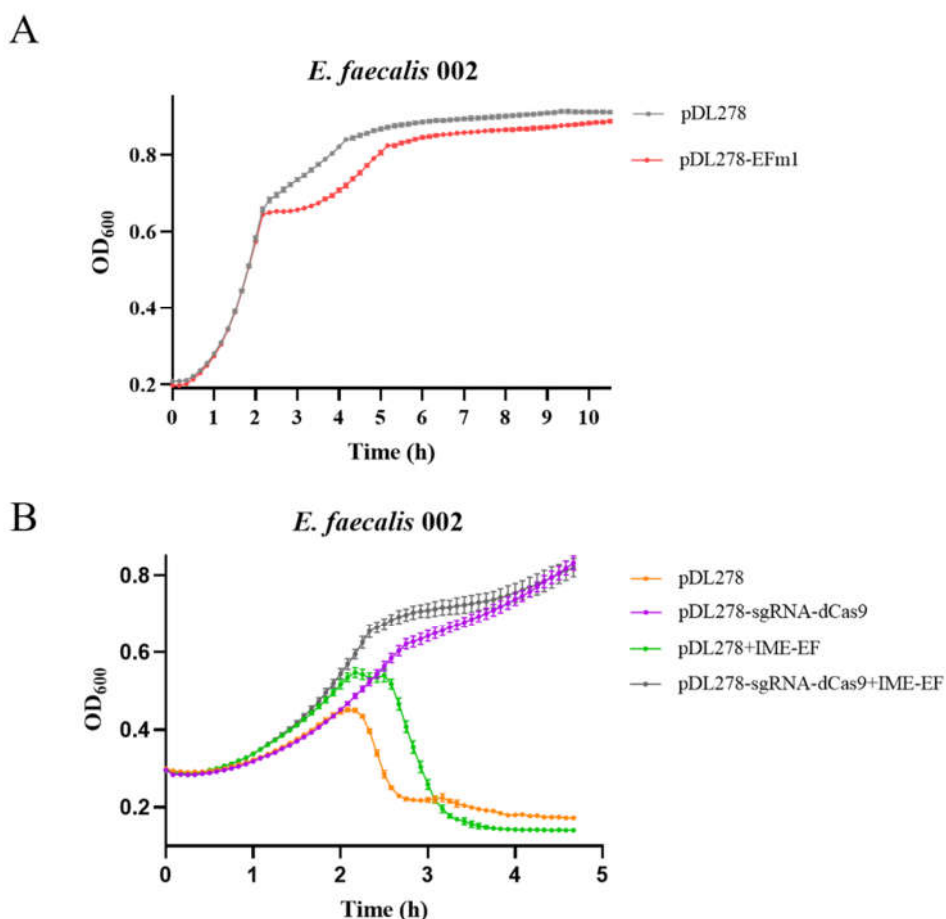 A
E. faecalis 002
OD600
0.8
0.6
0.4
0.2
0 1 2 3 4 5 6 7 8 9 10
Time (h)
pDL278
pDL278-EFm1
B
E. faecalis 002
OD600
0.8
0.6
0.4
0.2
0 1 2 3 4 5
Time (h)
pDL278
pDL278-sgRNA-dCas9
pDL278+IME-EF
pDL278-sgRNA-dCas9+IME-EF